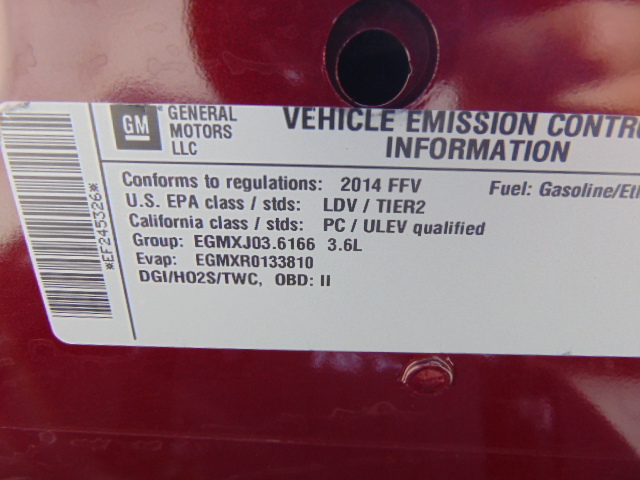 GM
GENERAL
MOTORS
LLC
VEHICLE EMISSION CONTR
INFORMATION
Conforms to regulations: 2014 FFV
Fuel: Gasoline/Eth
U.S. EPA class / stds: LDV / TIER2
California class / stds: PC / ULEV qualified
Group: EGMXJ03.6166 3.6L
Evap: EGMXR0133810
DGI/HO2S/TWC, OBD: II
*EF245326*